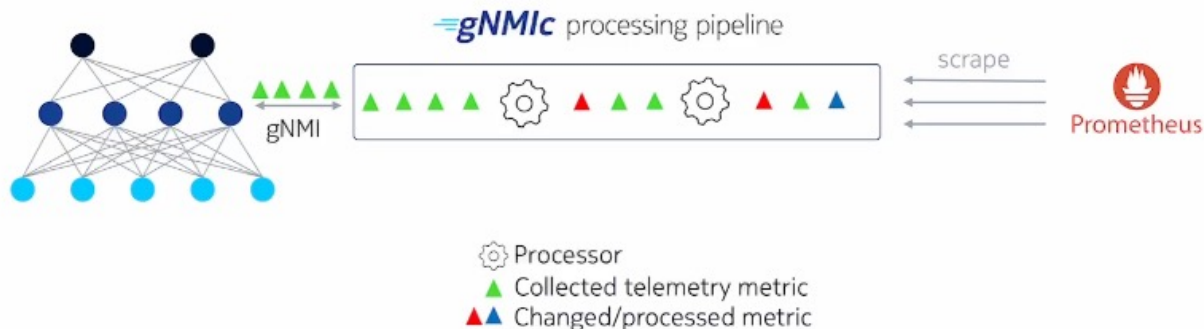 gNMIc processing pipeline
gNMI
scrape
Prometheus
Processor
Collected telemetry metric
Changed/processed metric